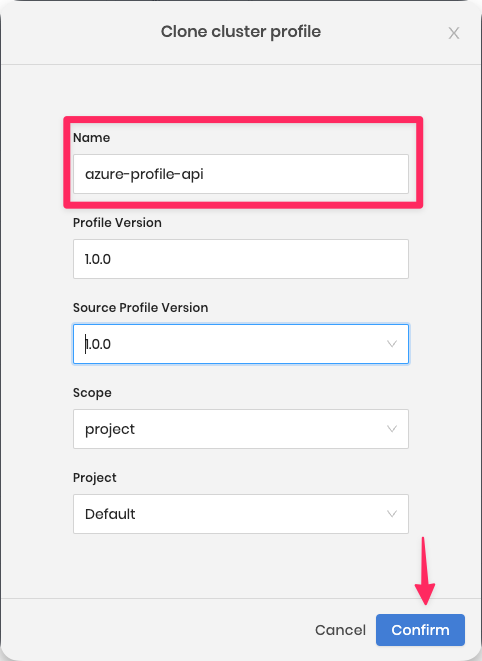 Clone cluster profile
X
Name
azure-profile-api
Profile Version
1.0.0
Source Profile Version
1.0.0
Scope
project
Project
Default
Cancel Confirm